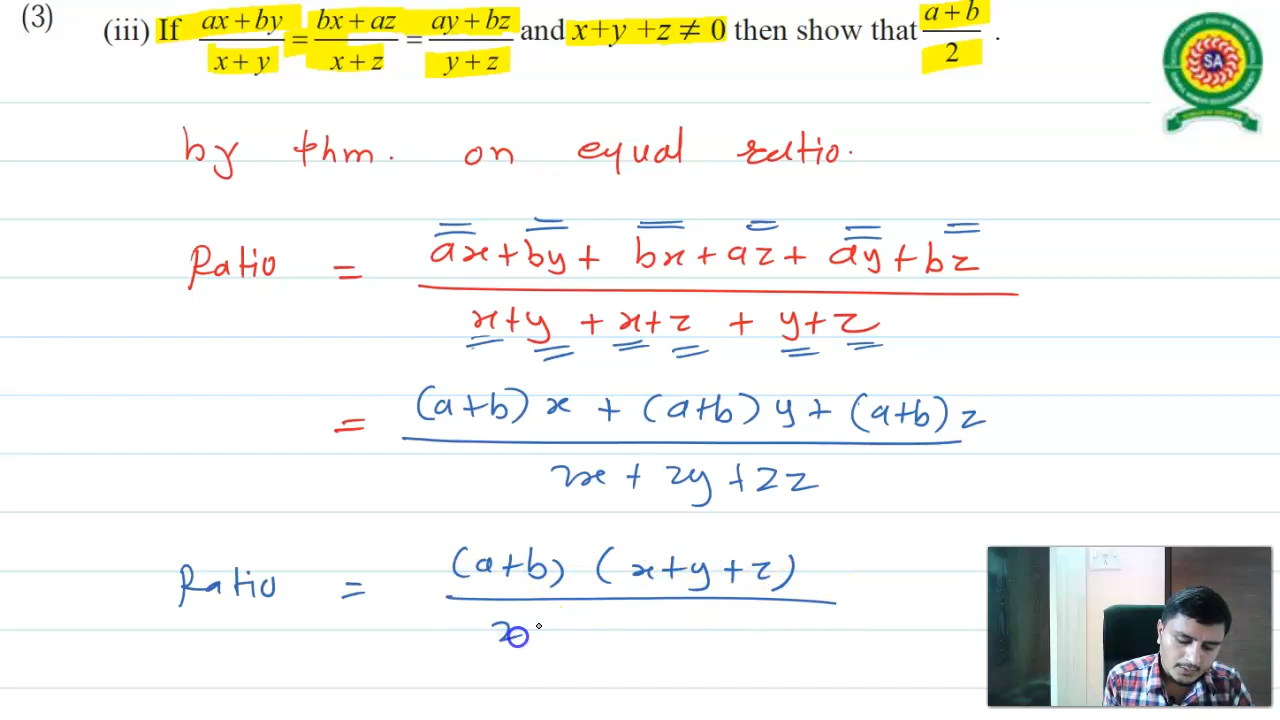 (3) (iii) If (ax + by)/(x + y) = (bx + az)/(x + z) = (ay + bz)/(y + z) and x+y +z ≠ 0 then show that (a + b)/2 .
SA
by thm. on equal ratio.
Ratio = (ax+by+ bx+az+ ay+bz)/(x+y + x+z + y+z)
= ((a+b) x + (a+b) y + (a+b) z)/(2x + 2y + 2z)
Ratio = ((a+b) (x+y+z))/2